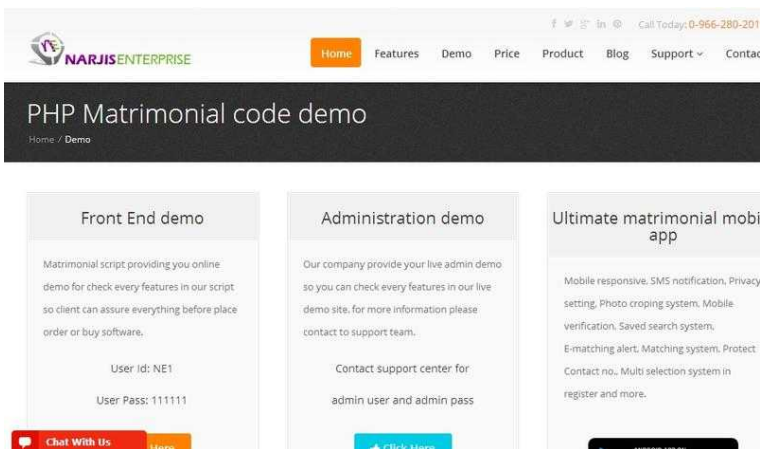 Call Today: 0-966-280-201
NARJISENTERPRISE
Home Features Demo Price Product Blog Support Contac
PHP Matrimonial code demo
Home / Demo
Front End demo
Matrimonial script providing you online
demo for check every features in our script
so client can assure everything before place
order or buy software.
User Id: NE1
User Pass: 111111
Here
Administration demo
Our company provide your live admin demo
so you can check every features in our live
demo site. for more information please
contact to support team.
Contact support center for
admin user and admin pass
Click Here
Ultimate matrimonial mobi
app
Mobile responsive, SMS notification, Privacy
setting, Photo croping system, Mobile
verification, Saved search system,
E-matching alert, Matching system, Protect
Contact no., Multi selection system in
register and more.
Chat With Us